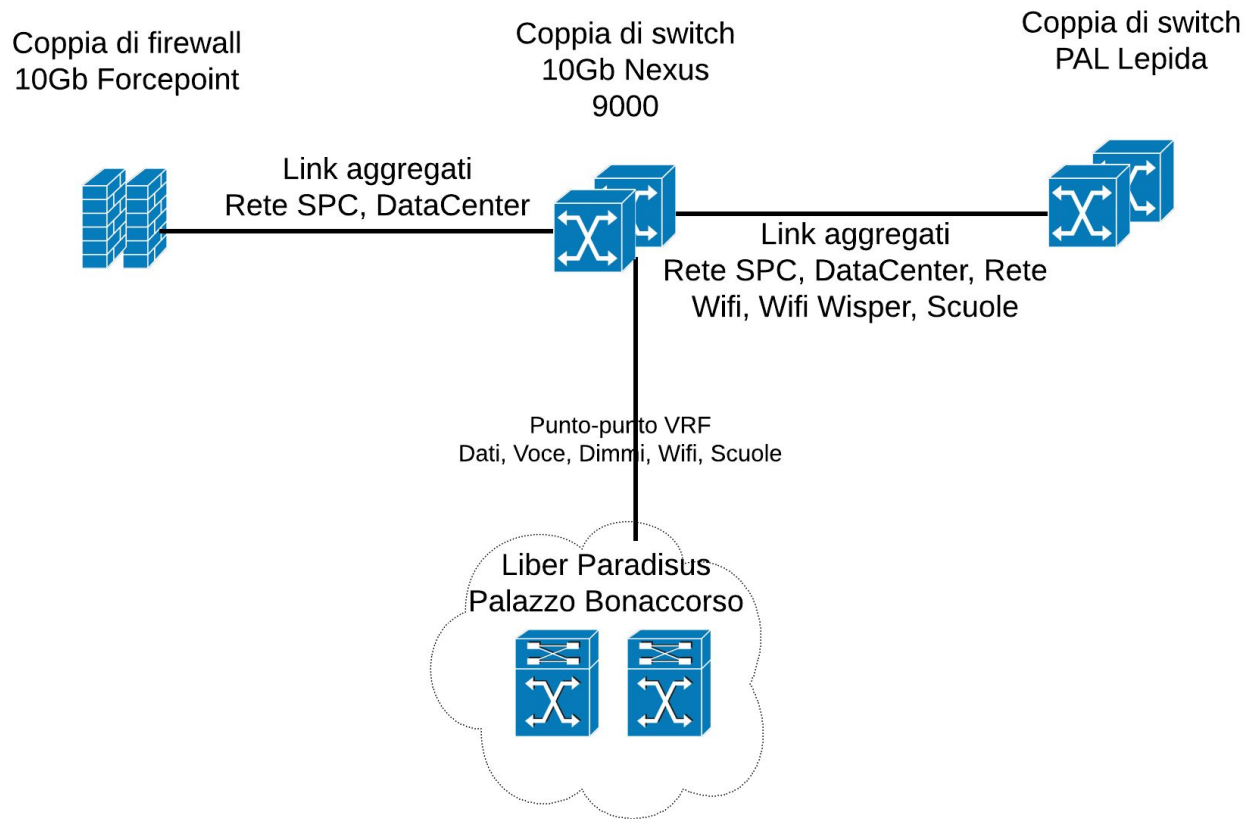 Coppia di firewall
10Gb Forcepoint
Coppia di switch
10Gb Nexus
9000
Coppia di switch
PAL Lepida
Link aggregati
Rete SPC, DataCenter
Link aggregati
Rete SPC, DataCenter, Rete
Wifi, Wifi Wisper, Scuole
Punto-punto VRF
Dati, Voce, Dimmi, Wifi, Scuole
Liber Paradisus
Palazzo Bonaccorso